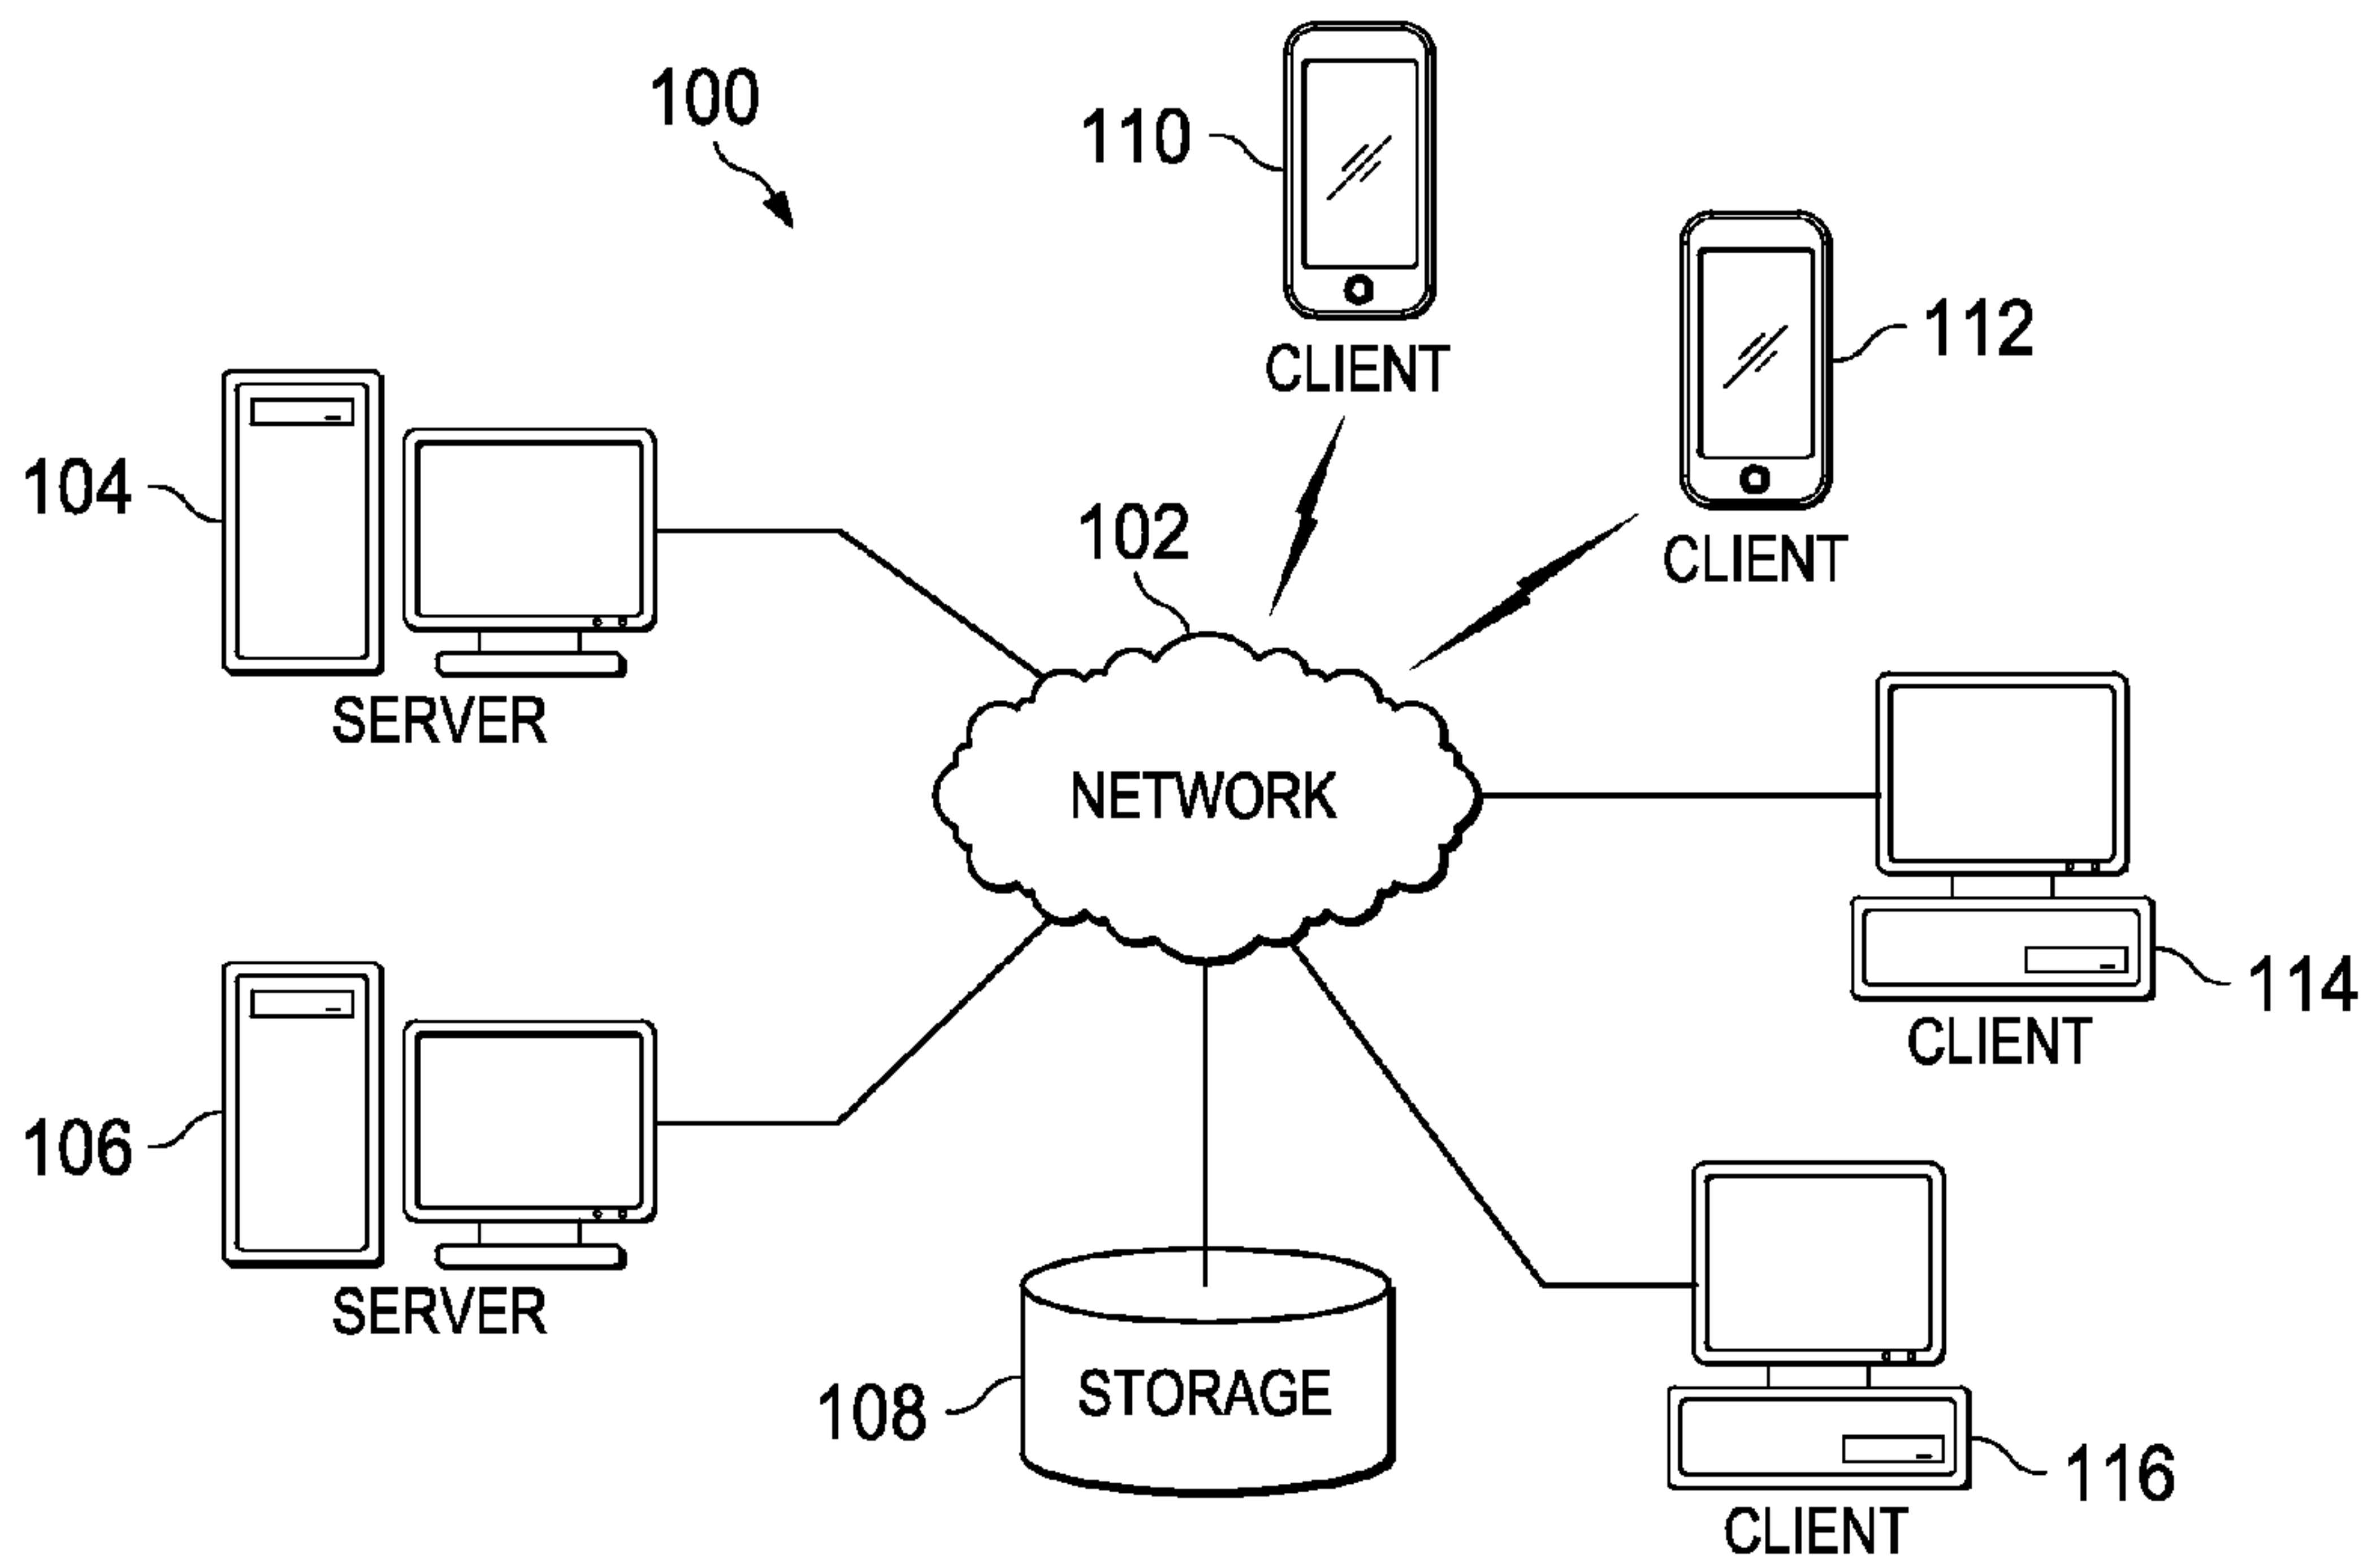 100
110
112
CLIENT
104
102
CLIENT
SERVER
NETWORK
114
CLIENT
106
SERVER
108
STORAGE
116
CLIENT